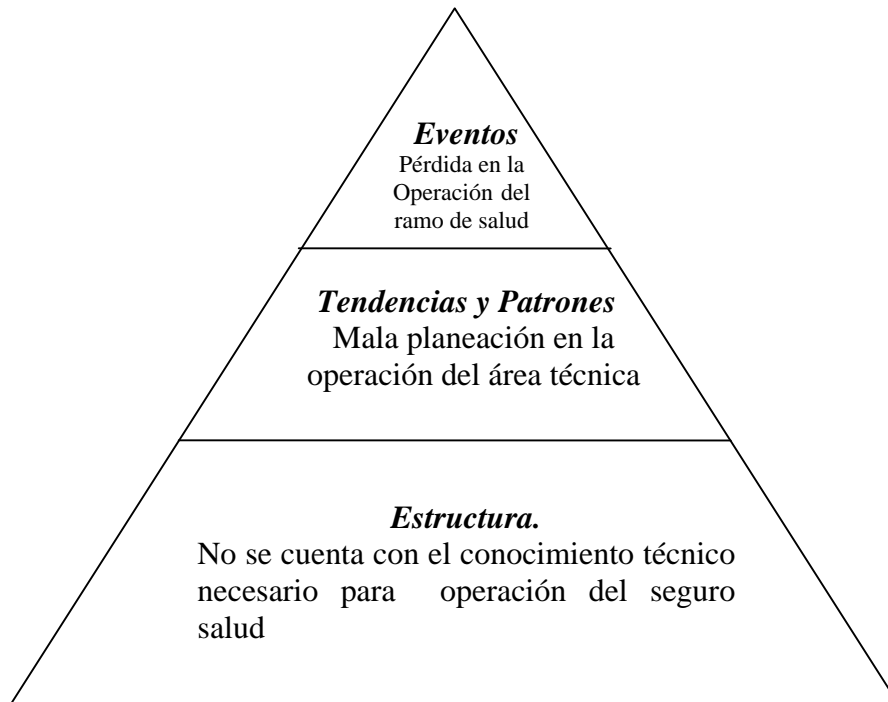 Eventos
Pérdida en la
Operación del
ramo de salud
Tendencias y Patrones
Mala planeación en la
operación del área técnica
Estructura.
No se cuenta con el conocimiento técnico
necesario para operación del seguro
salud